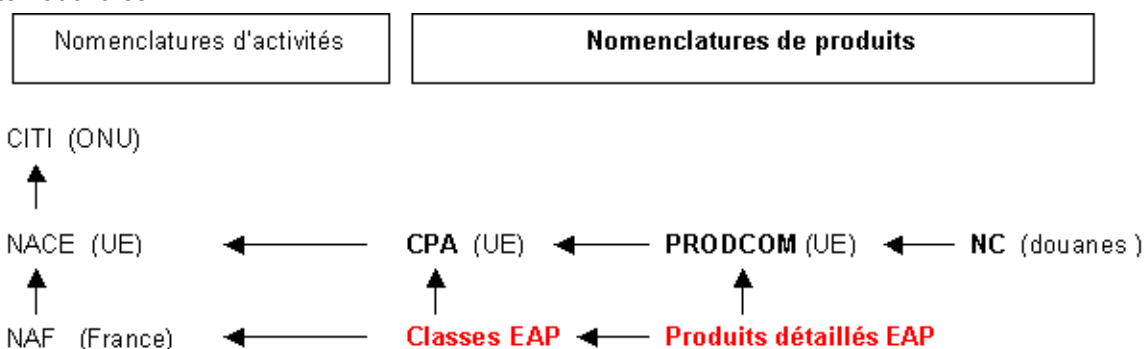 Nomenclatures d'activités Nomenclatures de produits
CITI (ONU)
NACE (UE) CPA (UE) PRODCOM (UE) NC (douanes )
NAF (France) Classes EAP Produits détaillés EAP